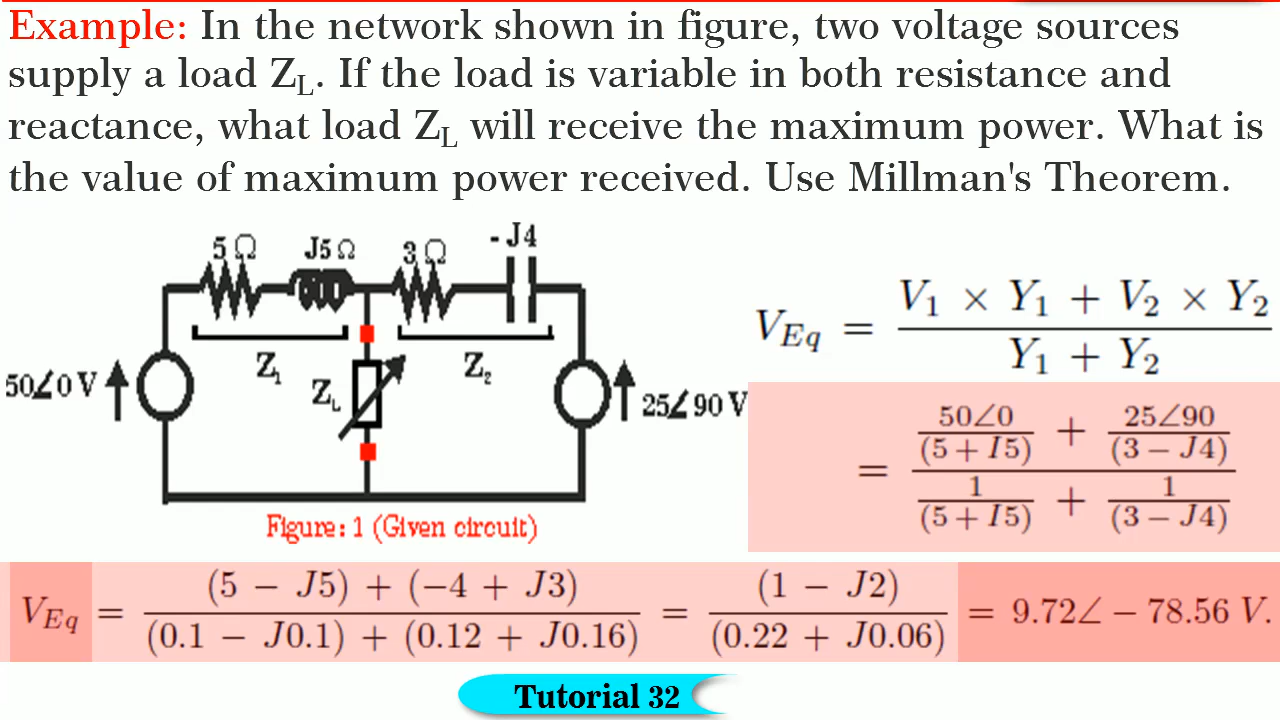 Example: In the network shown in figure, two voltage sources
supply a load Z_L. If the load is variable in both resistance and
reactance, what load Z_L will receive the maximum power. What is
the value of maximum power received. Use Millman's Theorem.
5 Ω J5 Ω 3 Ω - J4
Z₁ Z₂
50∠0 V Z_L 25∠90 V
Figure: 1 (Given circuit)
V_Eq = (V₁ × Y₁ + V₂ × Y₂) / (Y₁ + Y₂)
= (50∠0 / (5 + I5) + 25∠90 / (3 − J4)) / (1 / (5 + I5) + 1 / (3 − J4))
V_Eq = ((5 − J5) + (−4 + J3)) / ((0.1 − J0.1) + (0.12 + J0.16)) = (1 − J2) / (0.22 + J0.06) = 9.72∠ − 78.56 V.
Tutorial 32